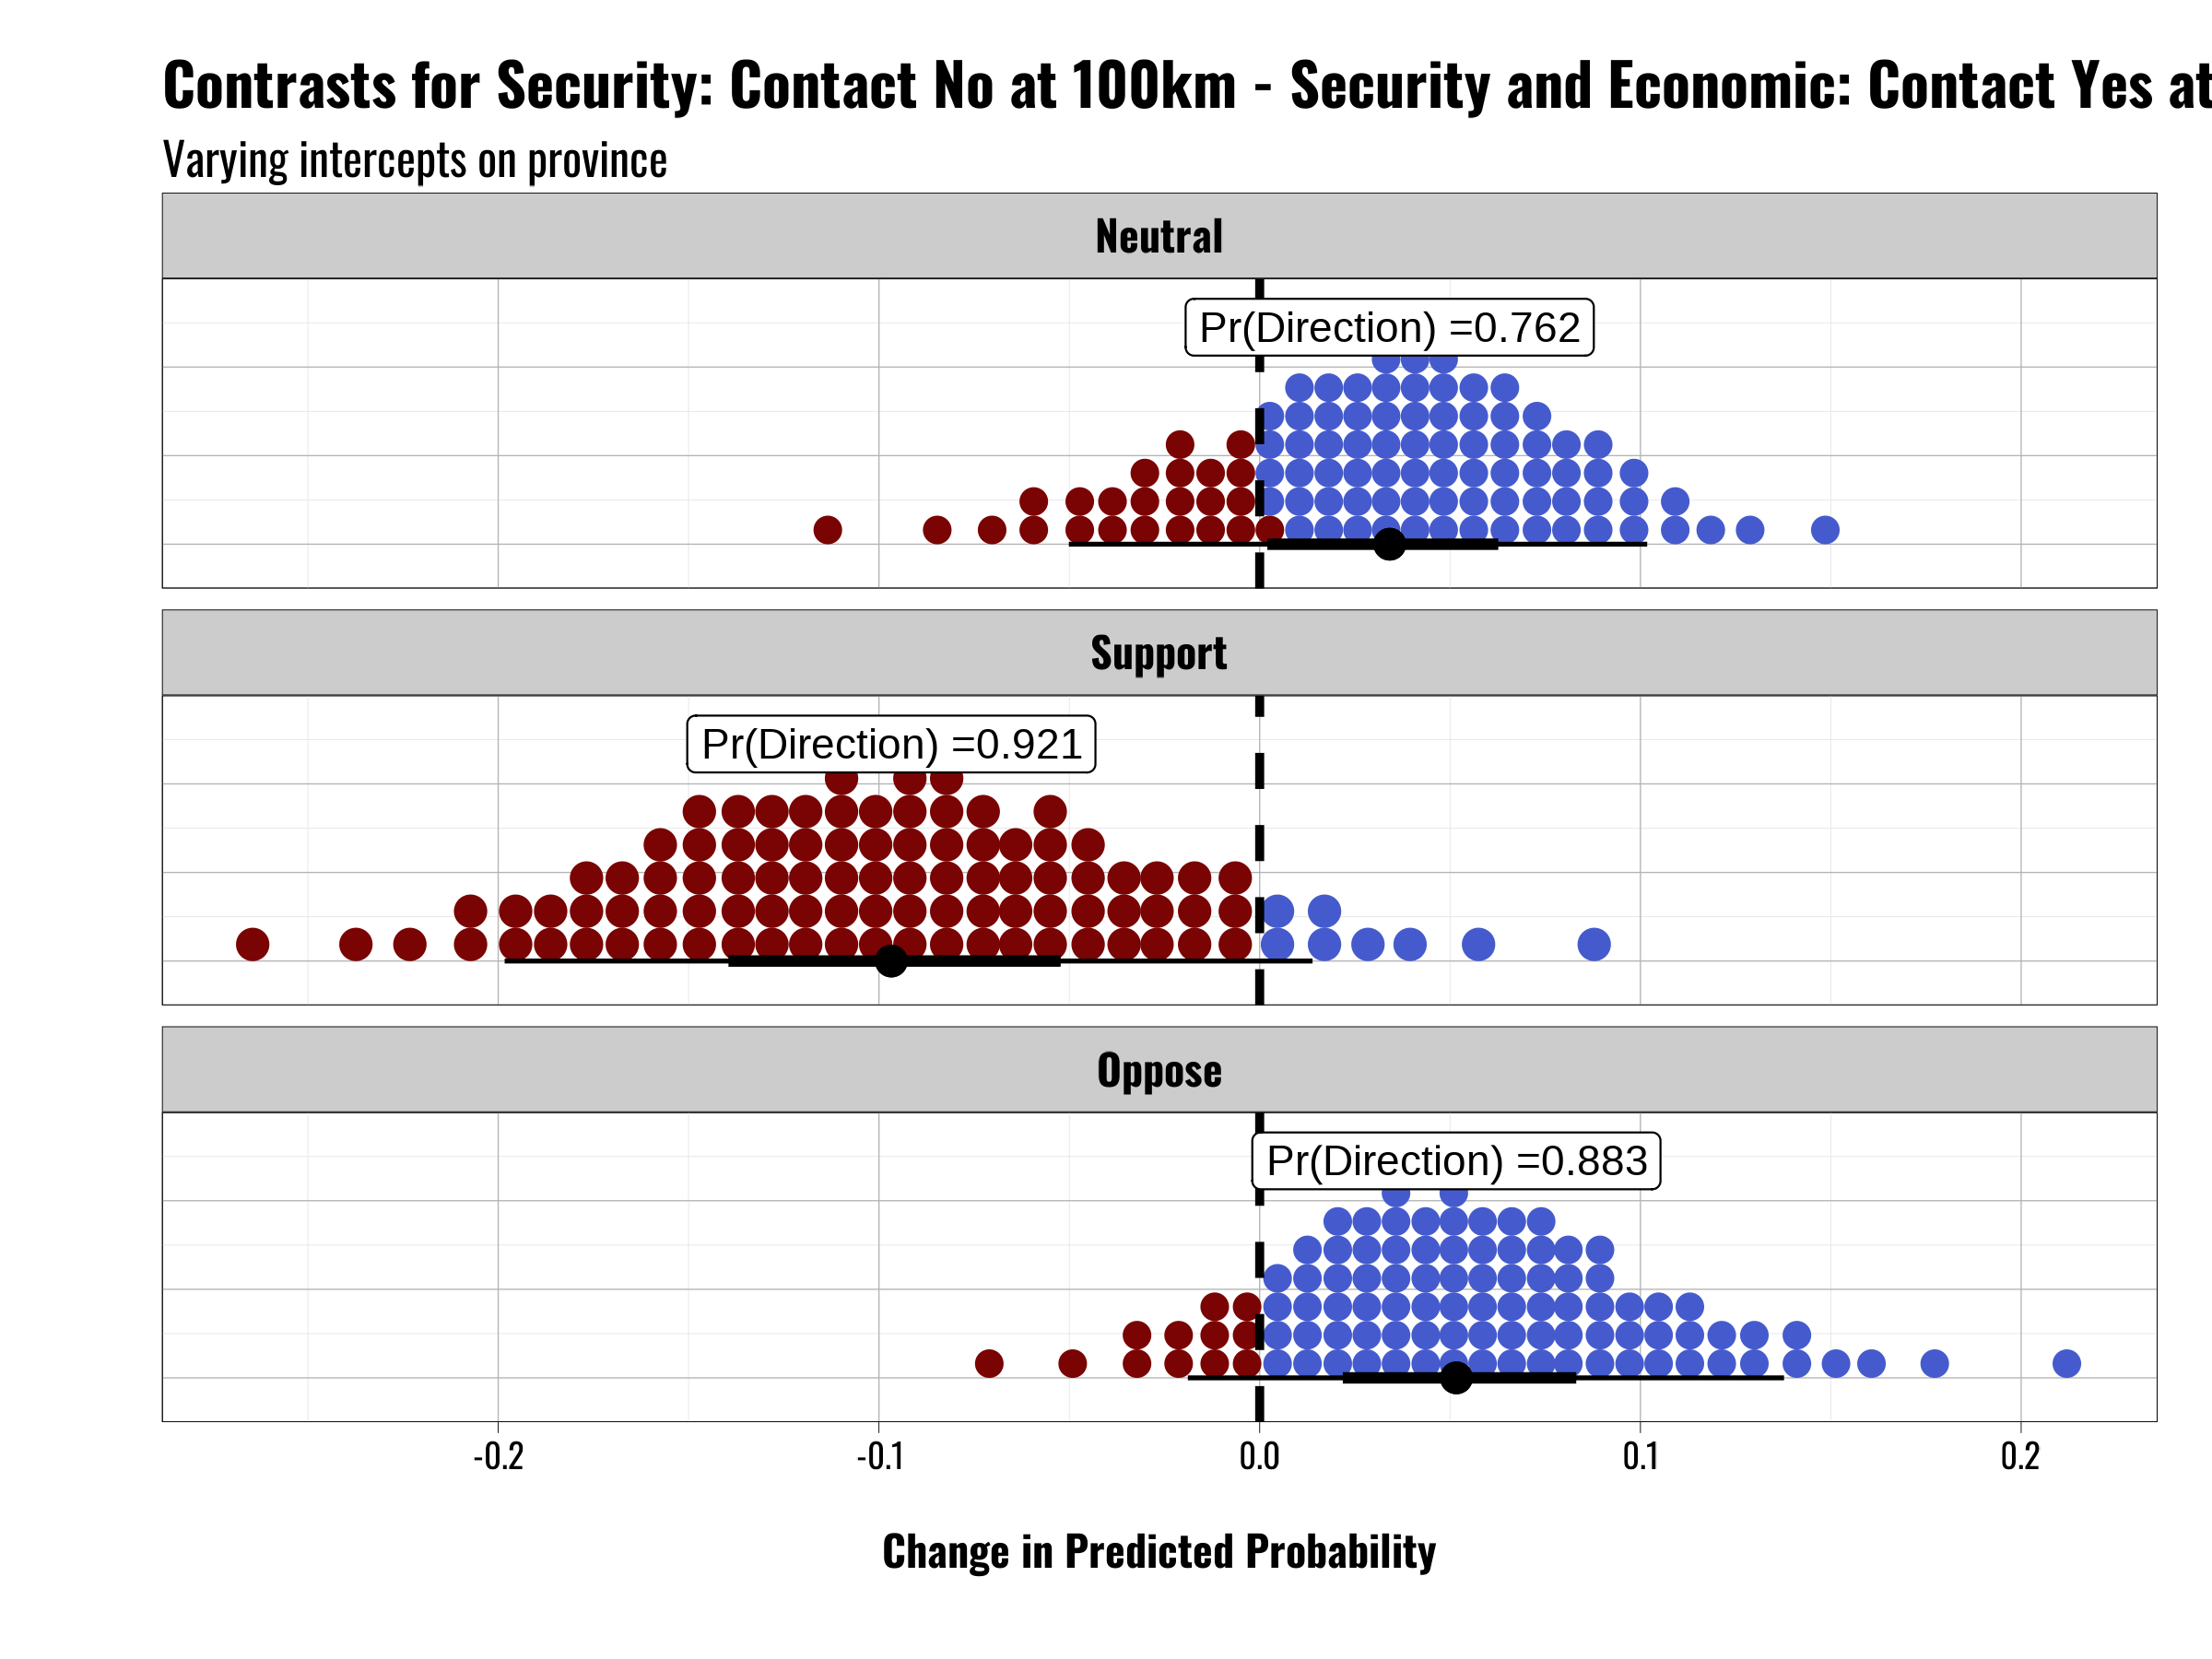 Contrasts for Security: Contact No at 100km - Security and Economic: Contact Yes at
Varying intercepts on province
Neutral
Pr(Direction) =0.762
Support
Pr(Direction) =0.921
Oppose
Pr(Direction) =0.883
-0.2 -0.1 0.0 0.1 0.2
Change in Predicted Probability